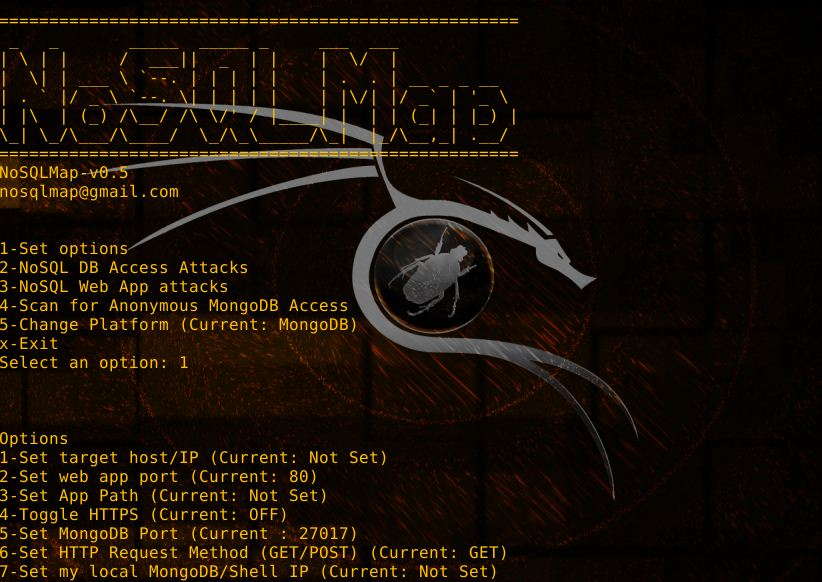 NoSQLMap
NoSQLMap-v0.5
nosqlmap@gmail.com
1-Set options
2-NoSQL DB Access Attacks
3-NoSQL Web App attacks
4-Scan for Anonymous MongoDB Access
5-Change Platform (Current: MongoDB)
x-Exit
Select an option: 1
Options
1-Set target host/IP (Current: Not Set)
2-Set web app port (Current: 80)
3-Set App Path (Current: Not Set)
4-Toggle HTTPS (Current: OFF)
5-Set MongoDB Port (Current : 27017)
6-Set HTTP Request Method (GET/POST) (Current: GET)
7-Set my local MongoDB/Shell IP (Current: Not Set)